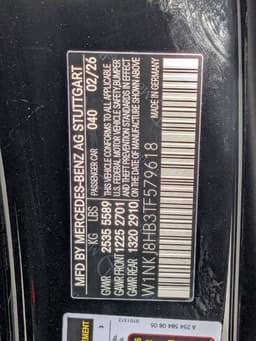 MFD BY MERCEDES-BENZ AG STUTTGART
PASSENGER CAR 040 02/26
KG LBS THIS VEHICLE CONFORMS TO ALL APPLICABLE
GVWR 2535 5589 U.S. FEDERAL MOTOR VEHICLE SAFETY/BUMPER
GAWR FRONT 1225 2701 AND THEFT PREVENTION STANDARDS IN EFFECT
GAWR REAR 1320 2910 ON THE DATE OF MANUFACTURE SHOWN ABOVE
W1NKJ8HB3TF579618
MADE IN GERMANY
A 254 584 08 05